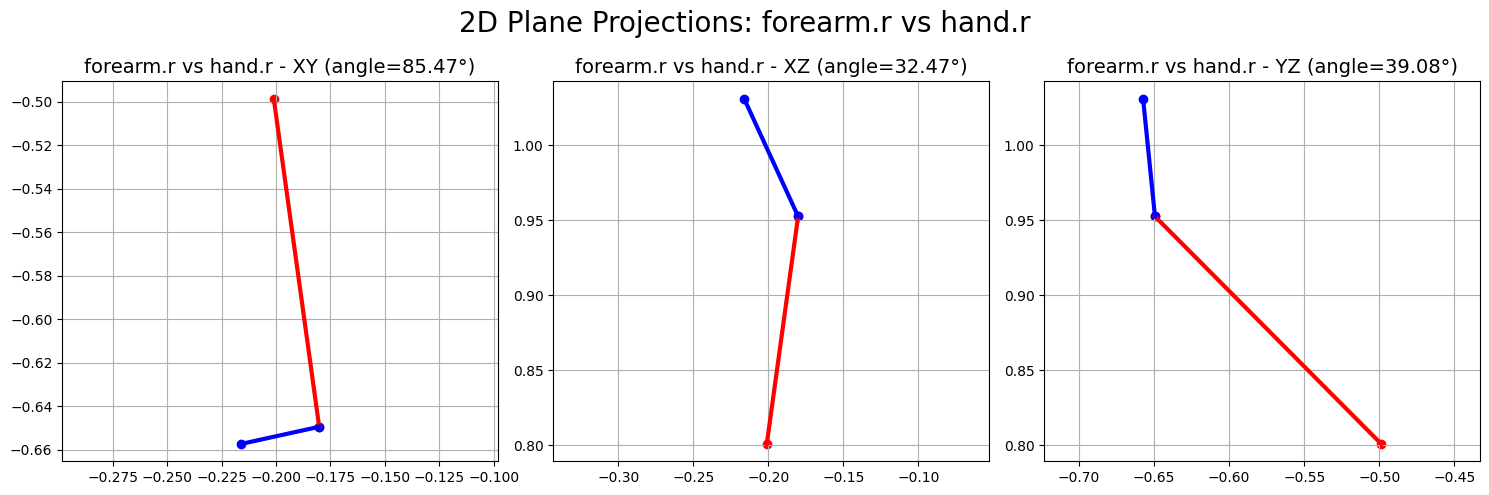 2D Plane Projections: forearm.r vs hand.r
forearm.r vs hand.r - XY (angle=85.47°)
−0.50
−0.52
−0.54
−0.56
−0.58
−0.60
−0.62
−0.64
−0.66
−0.275 −0.250 −0.225 −0.200 −0.175 −0.150 −0.125 −0.100
forearm.r vs hand.r - XZ (angle=32.47°)
1.00
0.95
0.90
0.85
0.80
−0.30 −0.25 −0.20 −0.15 −0.10
forearm.r vs hand.r - YZ (angle=39.08°)
1.00
0.95
0.90
0.85
0.80
−0.70 −0.65 −0.60 −0.55 −0.50 −0.45